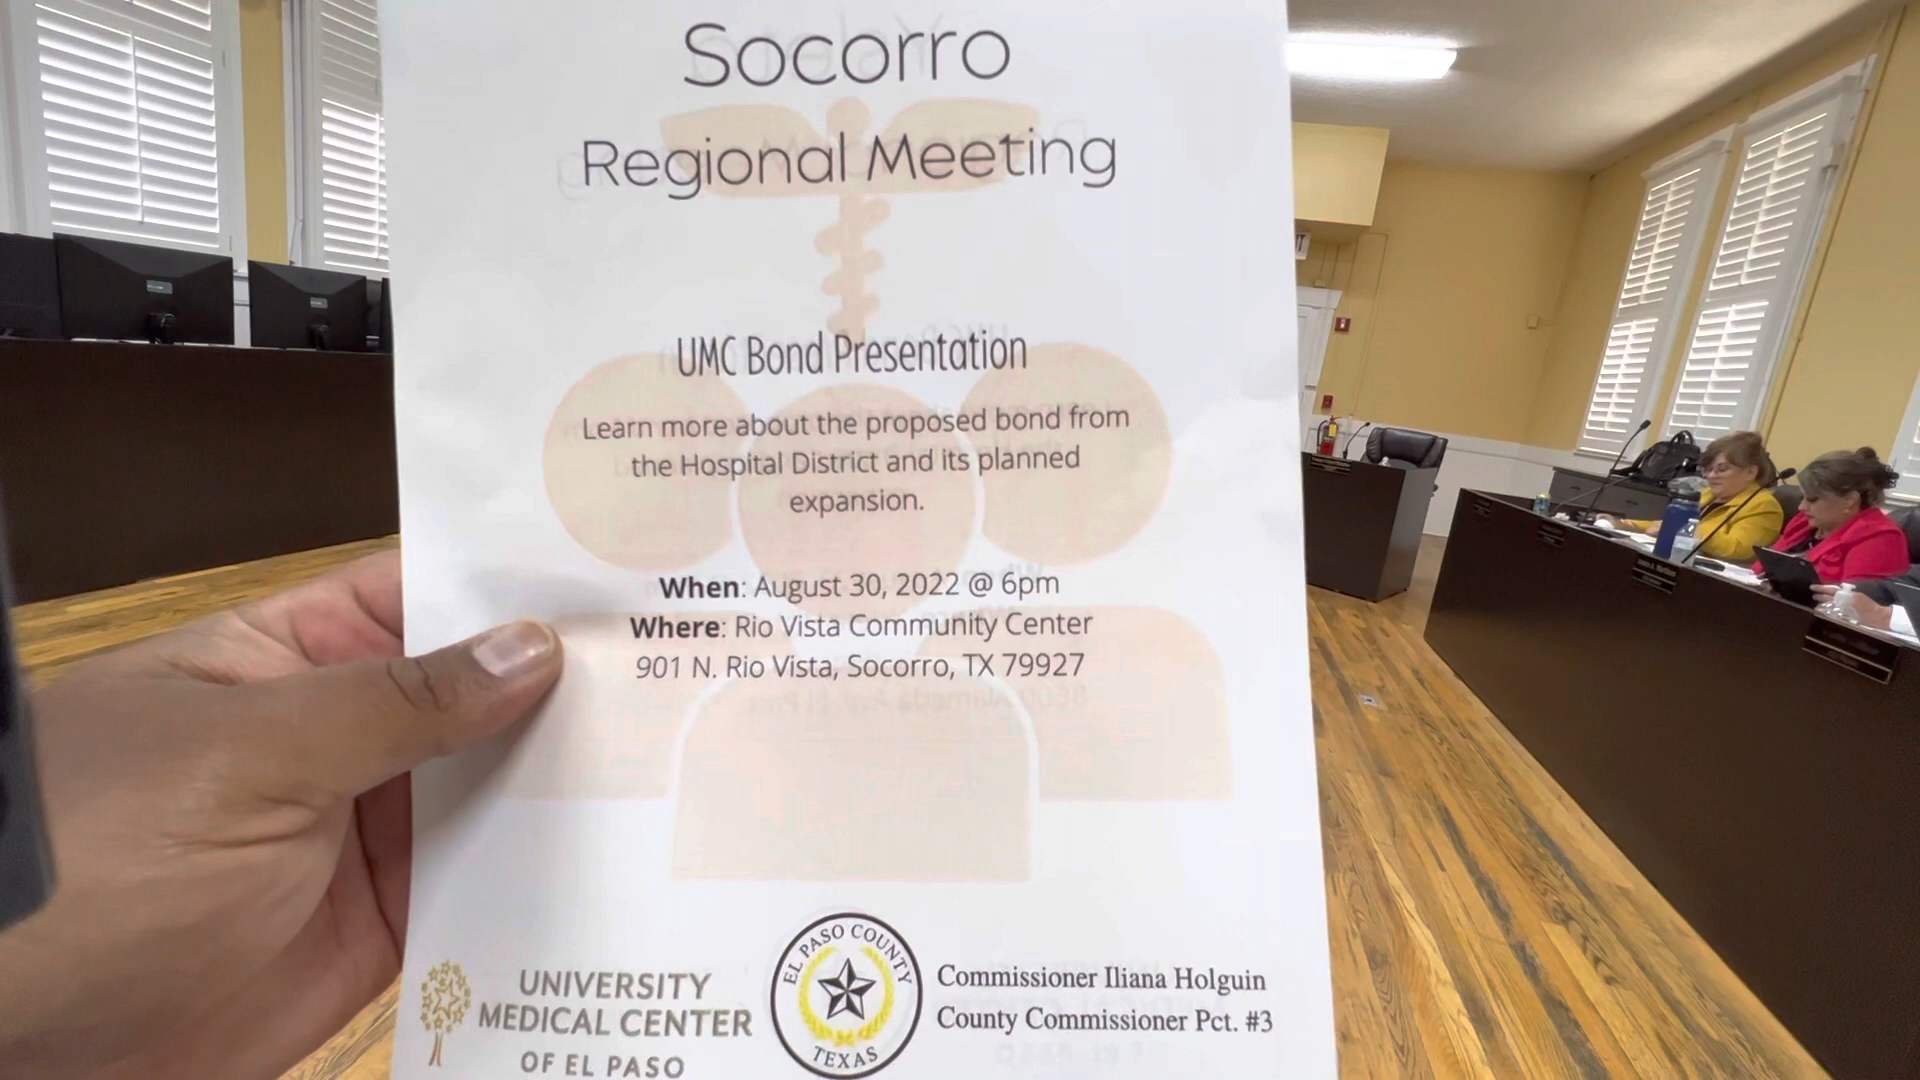 Socorro
Regional Meeting
UMC Bond Presentation
Learn more about the proposed bond from
the Hospital District and its planned
expansion.
When: August 30, 2022 @ 6pm
Where: Rio Vista Community Center
901 N. Rio Vista, Socorro, TX 79927
UNIVERSITY
MEDICAL CENTER
OF EL PASO
EL PASO COUNTY
TEXAS
Commissioner Iliana Holguin
County Commissioner Pct. #3